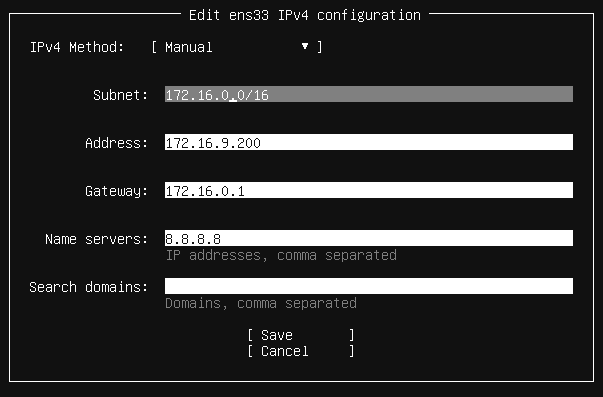 Edit ens33 IPv4 configuration
IPv4 Method: [ Manual ▼ ]
Subnet: 172.16.0.0/16
Address: 172.16.9.200
Gateway: 172.16.0.1
Name servers: 8.8.8.8
IP addresses, comma separated
Search domains:
Domains, comma separated
[ Save ]
[ Cancel ]